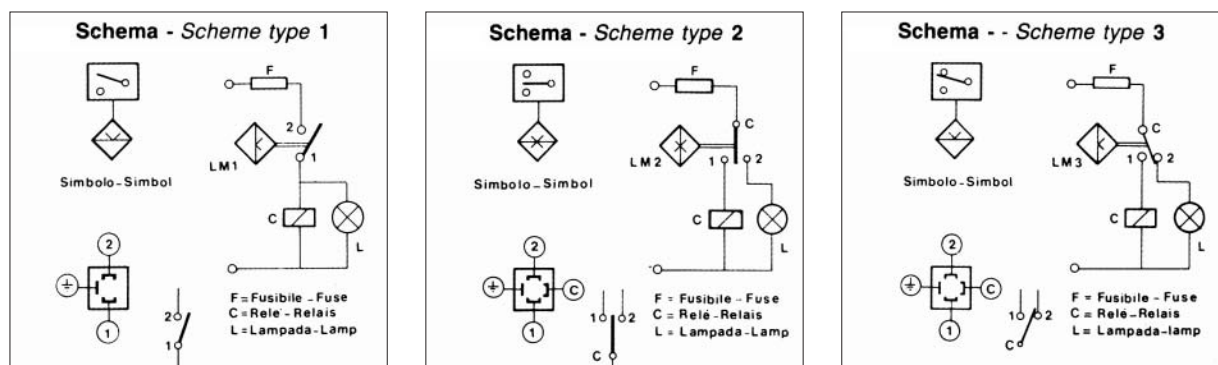 Schema - Scheme type 1
F
2
1
LM1
Simbolo-Simbol
C
L
2
1
2
1
F=Fusibile-Fuse
C=Relé-Relais
L=Lampada-Lamp
Schema - Scheme type 2
F
C
1
2
LM2
Simbolo-Simbol
C
L
2
C
1
1
2
C
F=Fusibile-Fuse
C=Relé-Relais
L=Lampada-Lamp
Schema - - Scheme type 3
F
C
1
2
LM3
Simbolo-Simbol
C
L
2
C
1
1
2
C
F=Fusibile-Fuse
C=Relé-Relais
L=Lampada-lamp